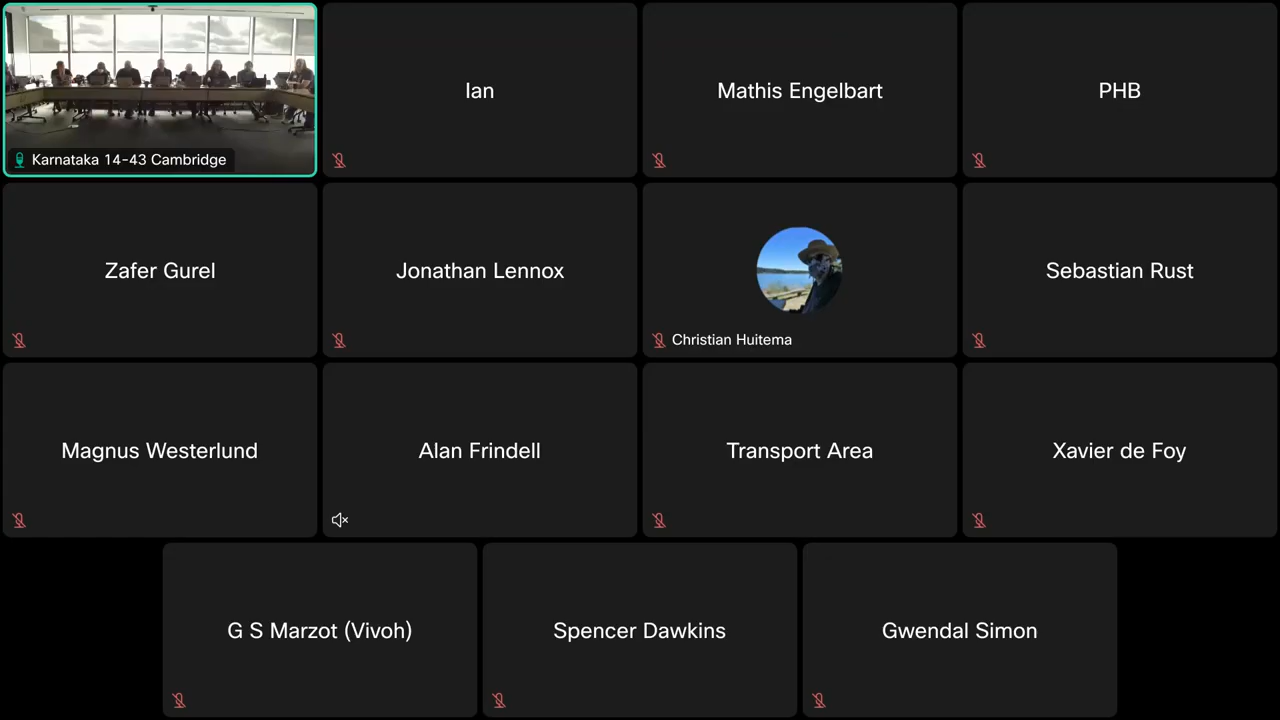 Karnataka 14-43 Cambridge
Ian
Mathis Engelbart
PHB
Zafer Gurel
Jonathan Lennox
Christian Huitema
Sebastian Rust
Magnus Westerlund
Alan Frindell
Transport Area
Xavier de Foy
G S Marzot (Vivoh)
Spencer Dawkins
Gwendal Simon